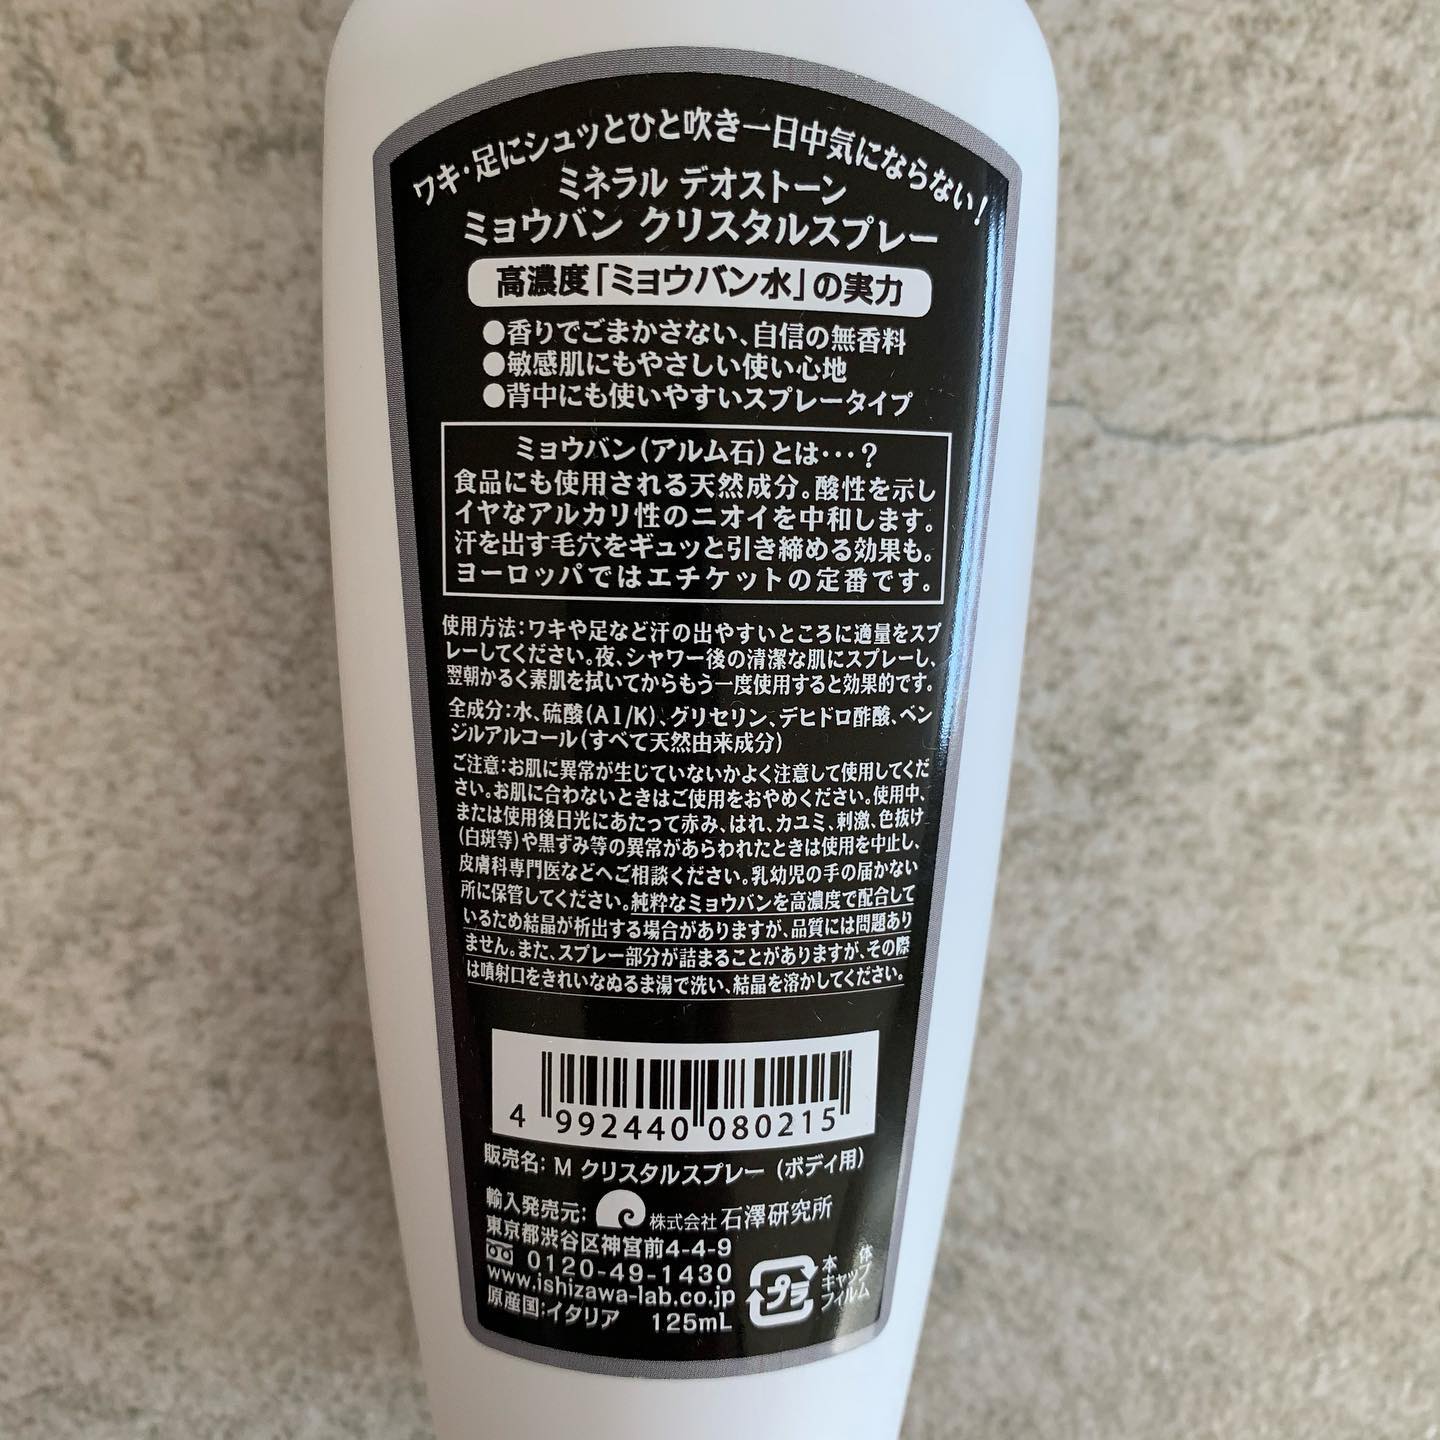 ワキ・足にシュッとひと吹き一日中気にならない！
ミネラル デオストーン
ミョウバン クリスタルスプレー
高濃度「ミョウバン水」の実力
●香りでごまかさない、自信の無香料
●敏感肌にもやさしい使い心地
●背中にも使いやすいスプレータイプ
ミョウバン（アルム石）とは・・・？
食品にも使用される天然成分。酸性を示し
イヤなアルカリ性のニオイを中和します。
汗を出す毛穴をギュッと引き締める効果も。
ヨーロッパではエチケットの定番です。
使用方法：ワキや足など汗の出やすいところに適量をスプ
レーしてください。夜、シャワー後の清潔な肌にスプレーし、
翌朝かるく素肌を拭いてからもう一度使用すると効果的です。
全成分：水、硫酸（A1/K）、グリセリン、デヒドロ酢酸、ベン
ジルアルコール（すべて天然由来成分）
ご注意：お肌に異常が生じていないかよく注意して使用してくだ
さい。お肌に合わないときはご使用をおやめください。使用中、
または使用後日光にあたって赤み、はれ、カユミ、刺激、色抜け
（白斑等）や黒ずみ等の異常があらわれたときは使用を中止し、
皮膚科専門医などへご相談ください。乳幼児の手の届かない
所に保管してください。純粋なミョウバンを高濃度で配合して
いるため結晶が析出する場合がありますが、品質には問題あり
ません。また、スプレー部分が詰まることがありますが、その際
は噴射口をきれいなぬるま湯で洗い、結晶を溶かしてください。
4 992440 080215
販売名：M クリスタルスプレー（ボディ用）
輸入発売元： 株式会社 石澤研究所
東京都渋谷区神宮前4-4-9
0120-49-1430
www.ishizawa-lab.co.jp
原産国：イタリア 125mL
プラ
本体
キャップ
フィルム